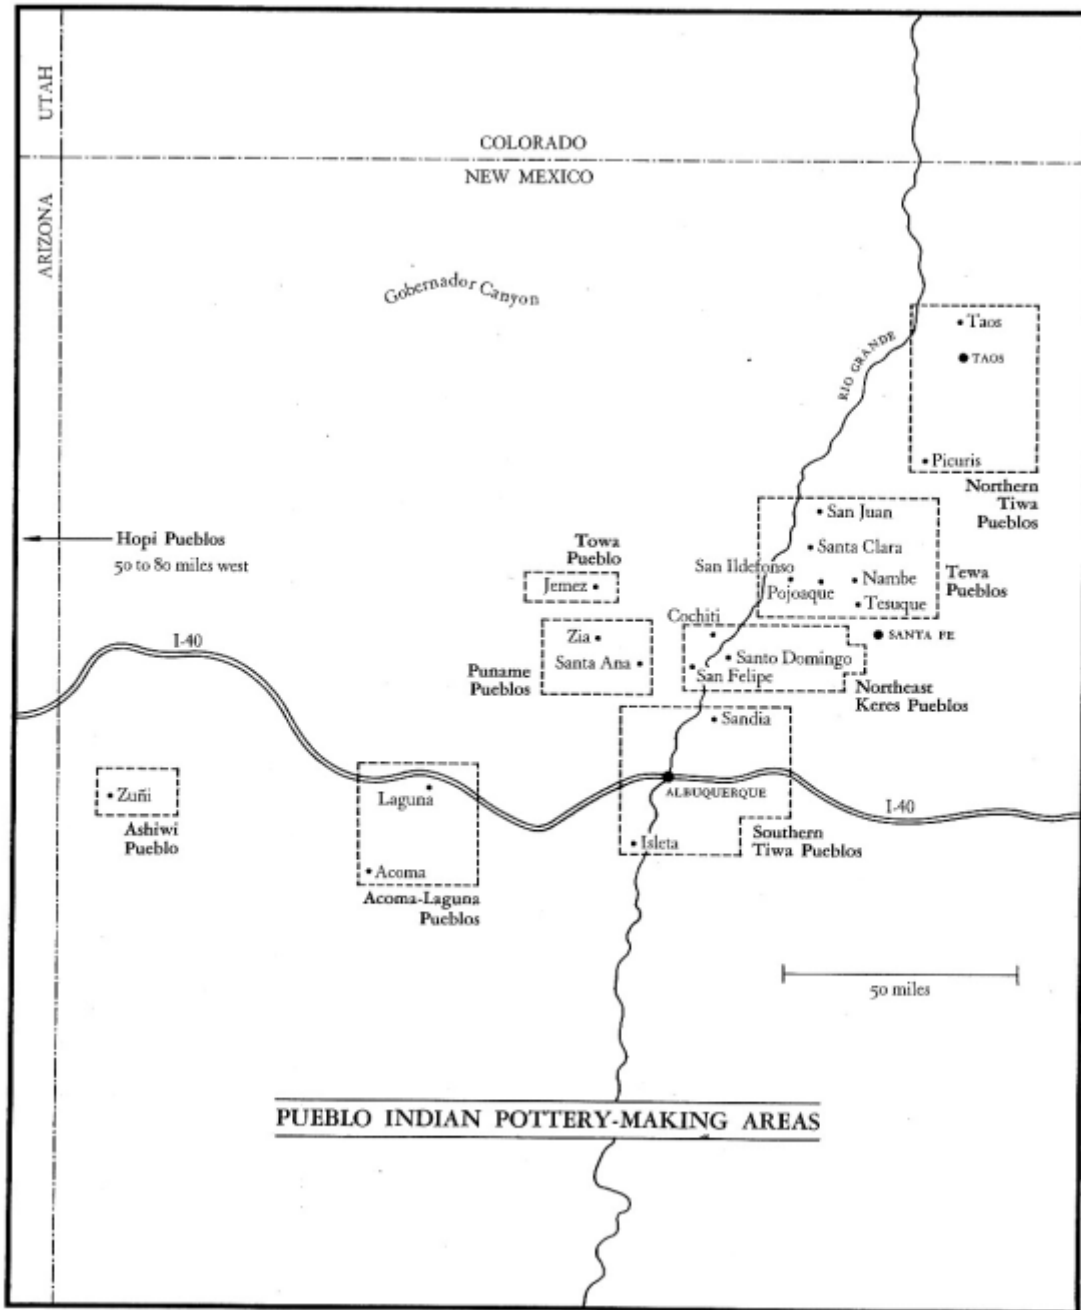 UTAH
ARIZONA
COLORADO
NEW MEXICO
Gobernador Canyon
RIO GRANDE
Taos
TAOS
Picuris
Northern
Tiwa
Pueblos
San Juan
Santa Clara
San Ildefonso
Pojoaque
Nambe
Tesuque
Tewa
Pueblos
Hopi Pueblos
50 to 80 miles west
Towa
Pueblo
Jemez
Cochiti
SANTA FE
Zia
Santa Ana
Puname
Pueblos
Santo Domingo
San Felipe
Northeast
Keres Pueblos
I-40
Sandia
ALBUQUERQUE
Isleta
Southern
Tiwa Pueblos
I-40
Zuñi
Ashiwi
Pueblo
Laguna
Acoma
Acoma-Laguna
Pueblos
50 miles
PUEBLO INDIAN POTTERY-MAKING AREAS